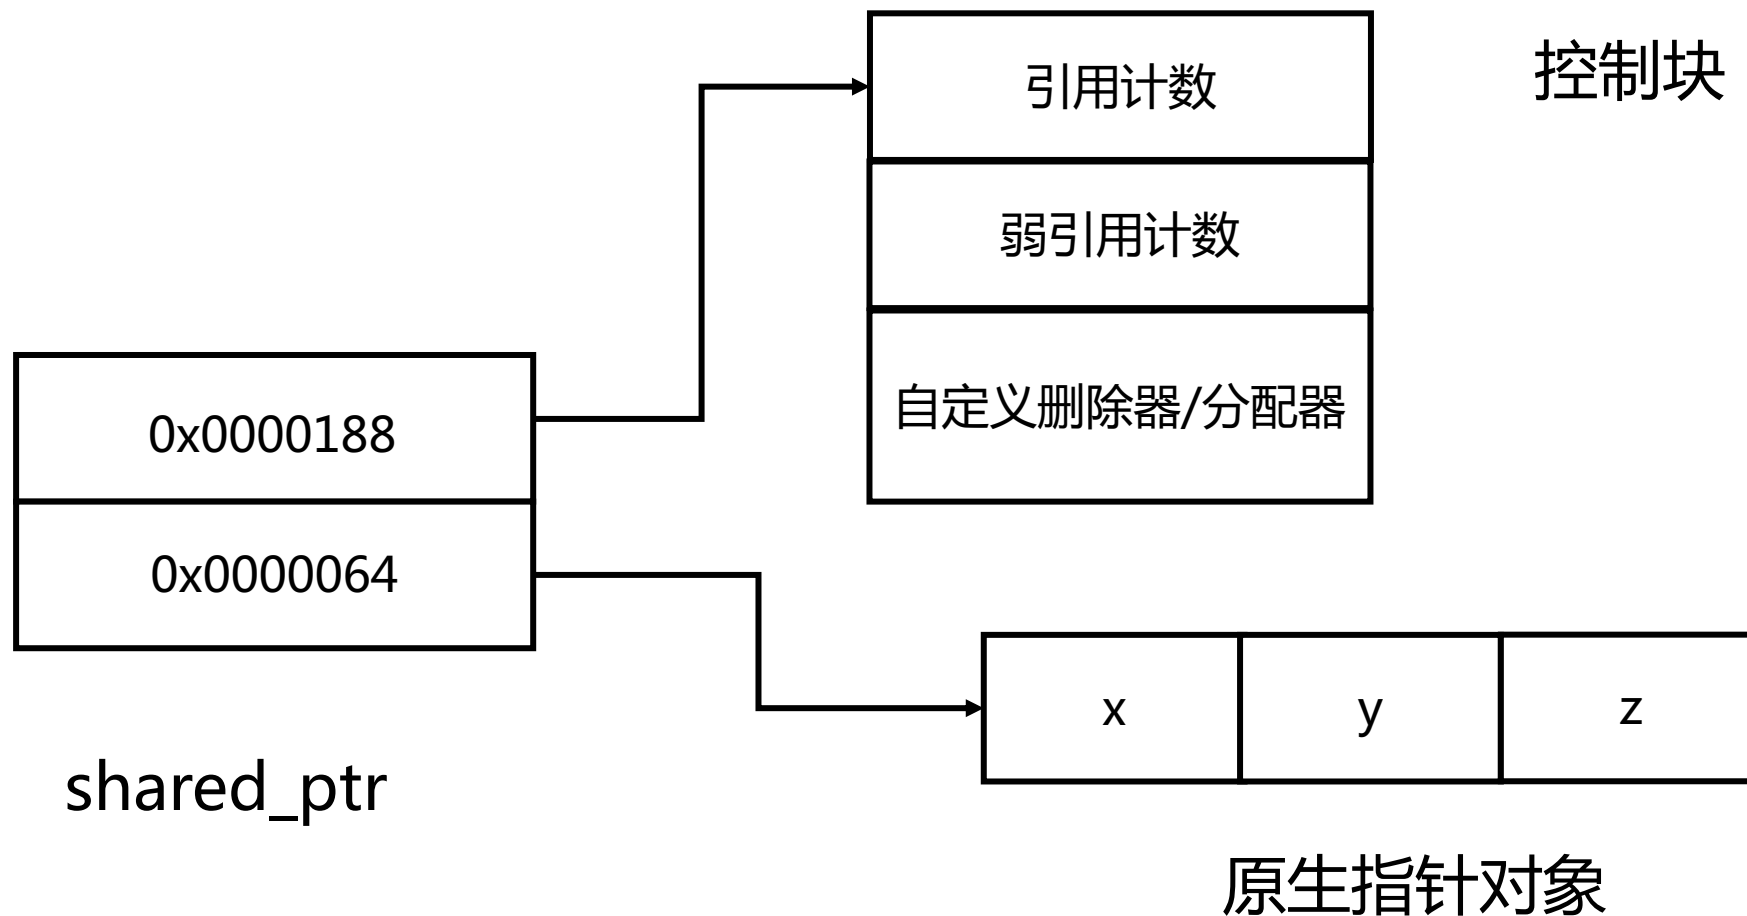 控制块
引用计数
弱引用计数
自定义删除器/分配器
0x0000188
0x0000064
shared_ptr
x
y
z
原生指针对象